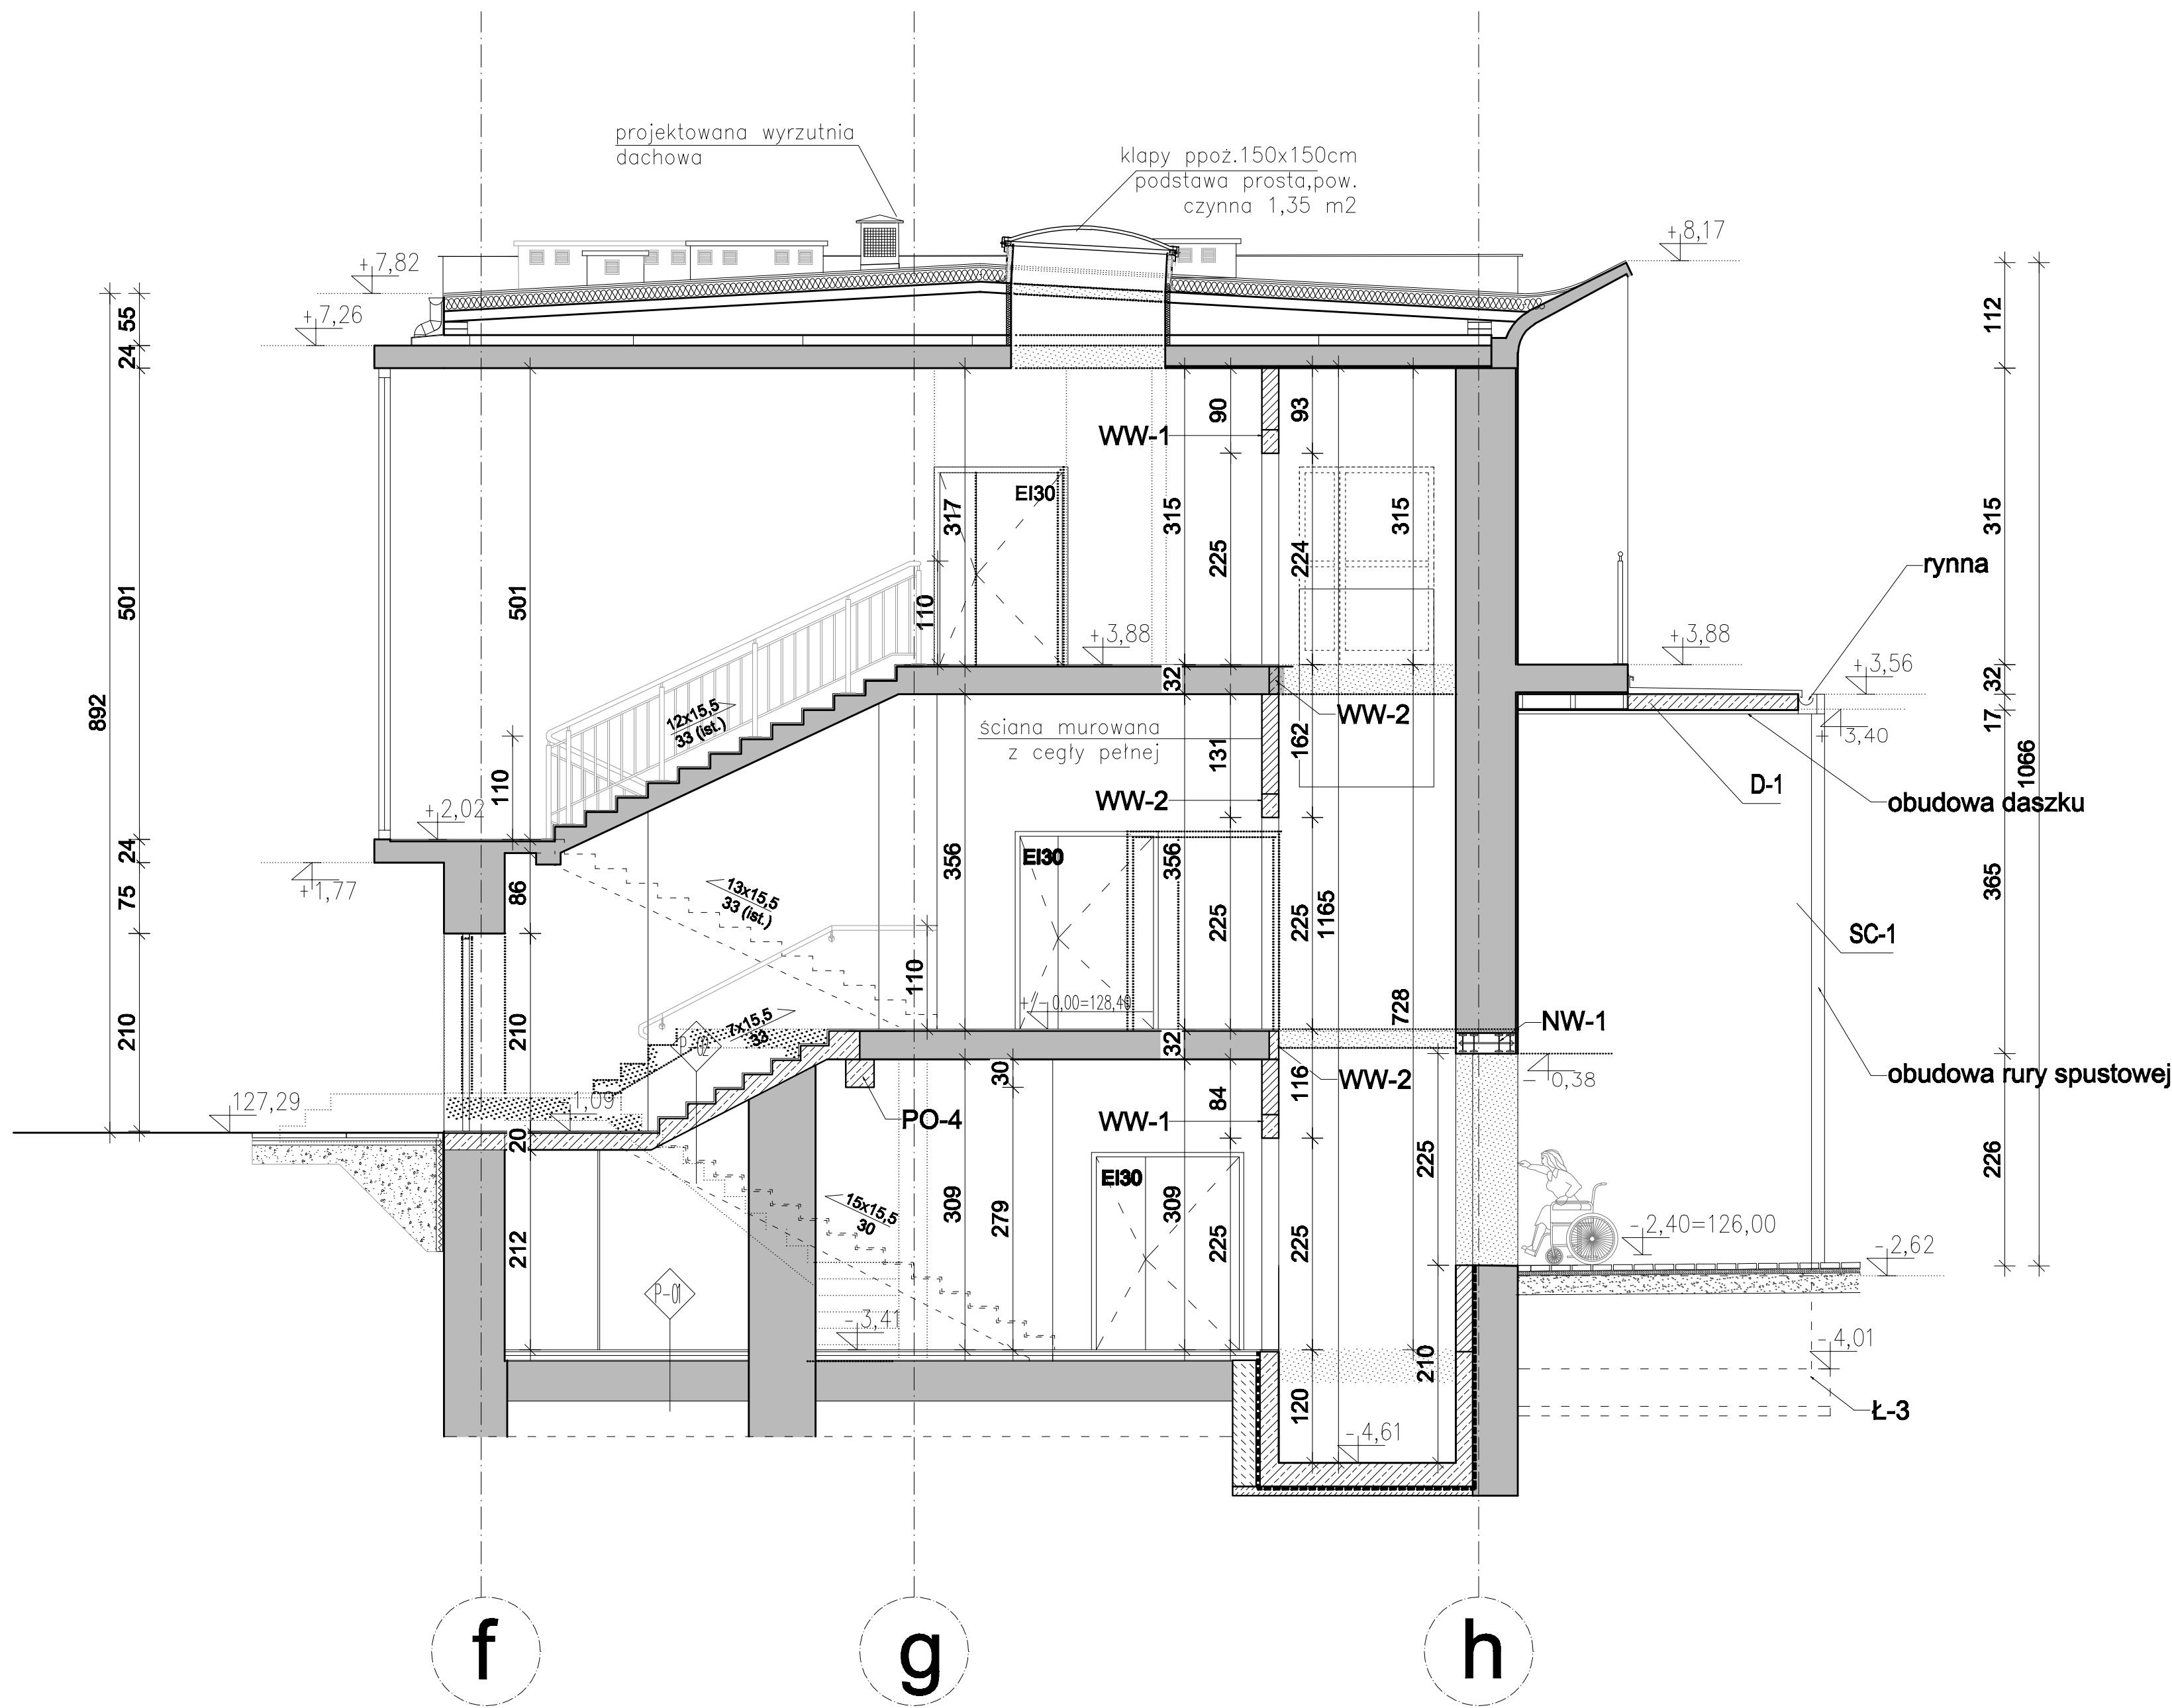 projektowana wyrzutnia
dachowa
klapy ppoż.150x150cm
podstawa prosta,pow.
czynna 1,35 m2
+8,17
+7,82
+7,26
55
24
112
90
93
WW-1
EI30
317
315
225
224
315
315
501
501
110
rynna
+3,88
+3,88
+3,56
32
32
17
+3,40
892
12x15,5
33 (ist.)
ściana murowana
z cegły pełnej
WW-2
131
162
1066
110
D-1
WW-2
obudowa daszku
+2,02
24
75
+1,77
86
356
EI30
356
13x15,5
33 (ist.)
365
225
225
1165
SC-1
110
210
210
728
+/- 0,00=128,40
7x15,5
33
P-02
NW-1
32
30
- 0,38
WW-2
116
84
obudowa rury spustowej
127,29
1,09
PO-4
WW-1
20
225
226
EI30
15x15,5
30
212
309
279
309
225
225
-2,40=126,00
-2,62
P-01
-3,41
-4,01
210
120
-4,61
Ł-3
f
g
h